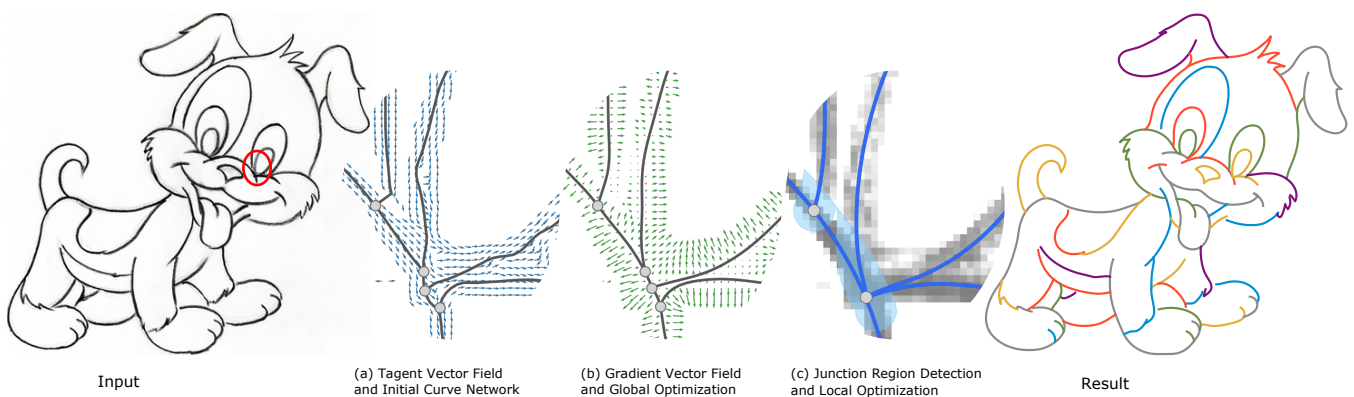 Input
(a) Tagent Vector Field
and Initial Curve Network
(b) Gradient Vector Field
and Global Optimization
(c) Junction Region Detection
and Local Optimization
Result